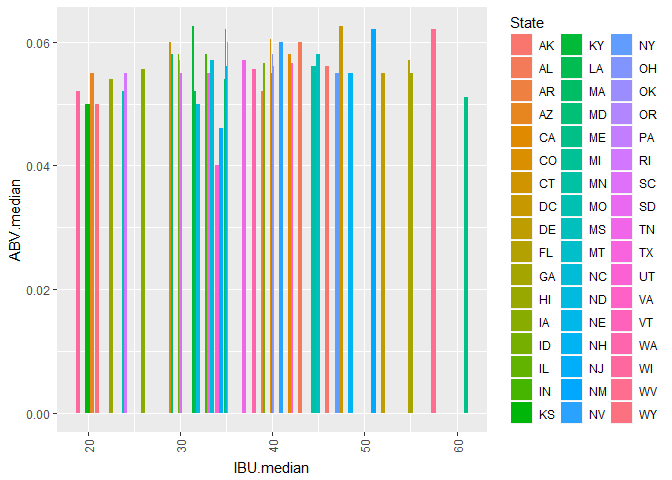 State
AK KY NY
AL LA OH
AR MA OK
AZ MD OR
CA ME PA
CO MI RI
CT MN SC
DC MO SD
DE MS TN
FL MT TX
GA NC UT
HI ND VA
IA NE VT
ID NH WA
IL NJ WI
IN NM WV
KS NV WY
ABV.median
0.06
0.04
0.02
0.00
20 30 40 50 60
IBU.median